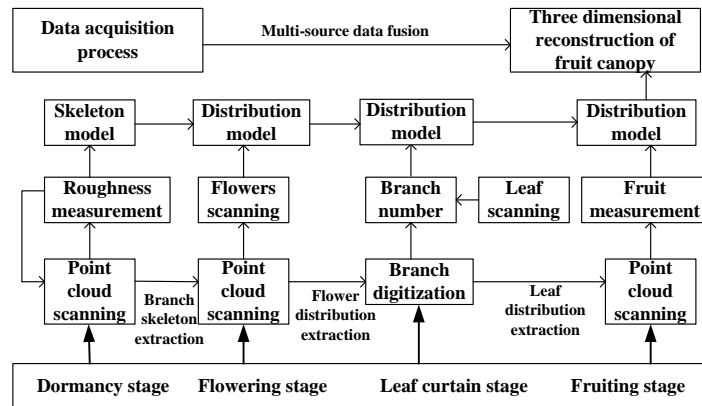 Data acquisition
process
Multi-source data fusion
Three dimensional
reconstruction of
fruit canopy
Skeleton
model
Distribution
model
Distribution
model
Distribution
model
Roughness
measurement
Flowers
scanning
Branch
number
Leaf
scanning
Fruit
measurement
Point
cloud
scanning
Branch
skeleton
extraction
Point
cloud
scanning
Flower
distribution
extraction
Branch
digitization
Leaf
distribution
extraction
Point
cloud
scanning
Dormancy stage
Flowering stage
Leaf curtain stage
Fruiting stage